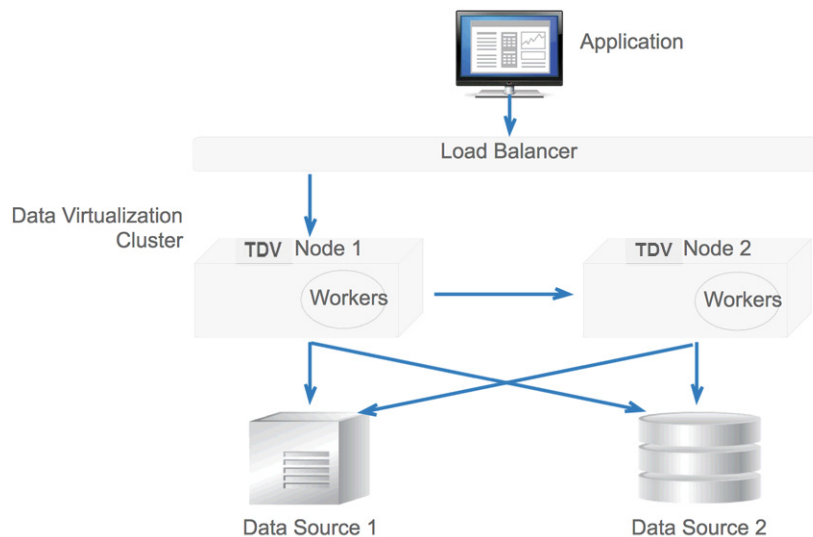 Application
Load Balancer
Data Virtualization
Cluster
TDV Node 1
TDV Node 2
Workers
Workers
Data Source 1
Data Source 2